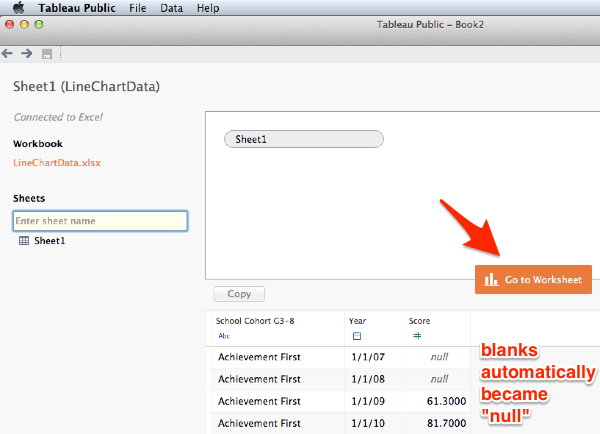 Tableau Public File Data Help
Tableau Public - Book2
Sheet1 (LineChartData)
Connected to Excel
Workbook
LineChartData.xlsx
Sheets
Enter sheet name
Sheet1
Sheet1
Go to Worksheet
Copy
School Cohort G3-8 Year Score
Abc #
Achievement First 1/1/07 null
Achievement First 1/1/08 null
Achievement First 1/1/09 61.3000
Achievement First 1/1/10 81.7000
blanks
automatically
became
"null"